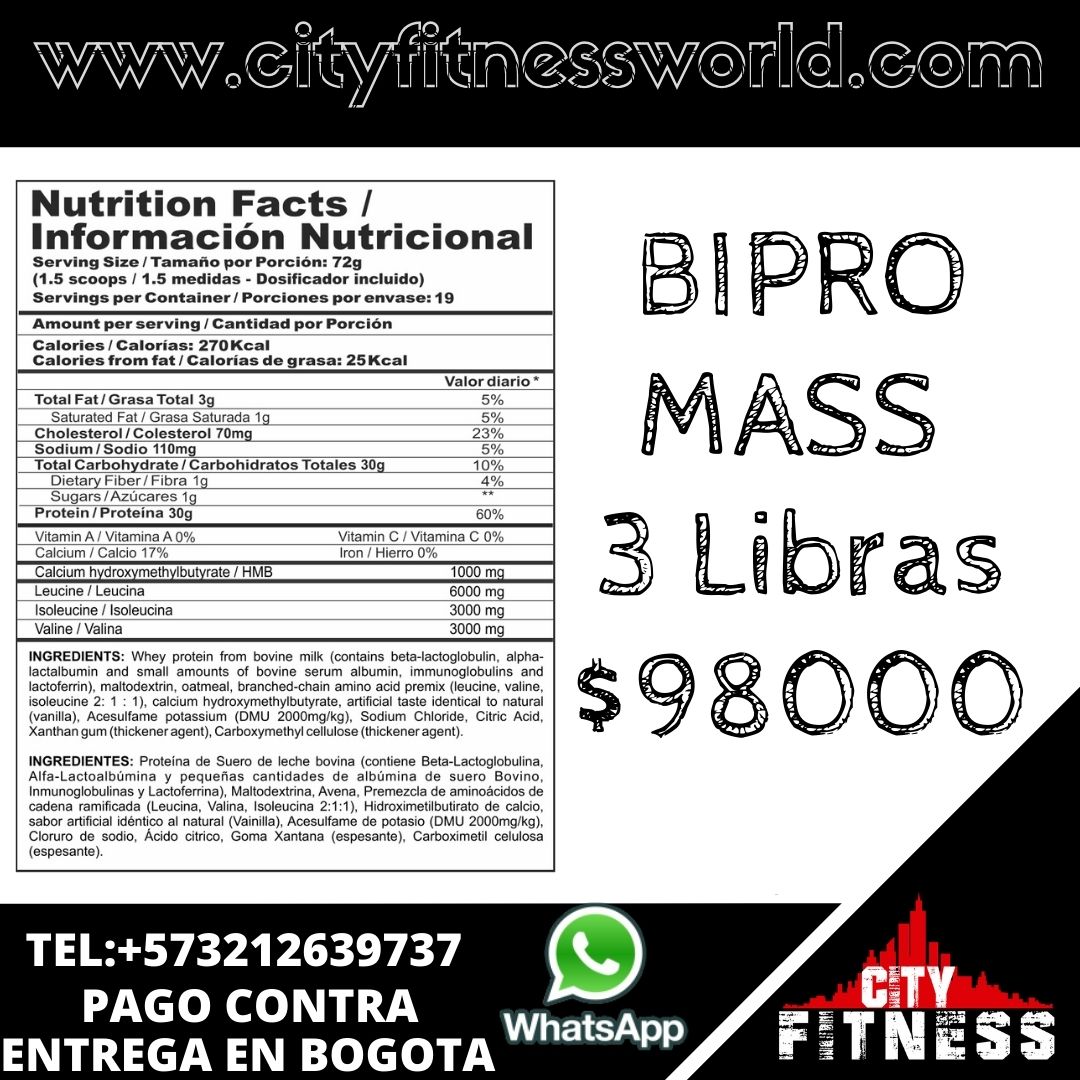 www.cityfitnessworld.com
Nutrition Facts /
Información Nutricional
Serving Size / Tamaño por Porción: 72g
(1.5 scoops / 1.5 medidas - Dosificador incluido)
Servings per Container / Porciones por envase: 19
Amount per serving / Cantidad por Porción
Calories / Calorías: 270Kcal
Calories from fat / Calorías de grasa: 25Kcal
Valor diario *
Total Fat / Grasa Total 3g 5%
Saturated Fat / Grasa Saturada 1g 5%
Cholesterol / Colesterol 70mg 23%
Sodium / Sodio 110mg 5%
Total Carbohydrate / Carbohidratos Totales 30g 10%
Dietary Fiber / Fibra 1g 4%
Sugars / Azúcares 1g **
Protein / Proteína 30g 60%
Vitamin A / Vitamina A 0% Vitamin C / Vitamina C 0%
Calcium / Calcio 17% Iron / Hierro 0%
Calcium hydroxymethylbutyrate / HMB 1000 mg
Leucine / Leucina 6000 mg
Isoleucine / Isoleucina 3000 mg
Valine / Valina 3000 mg
INGREDIENTS: Whey protein from bovine milk (contains beta-lactoglobulin, alpha-
lactalbumin and small amounts of bovine serum albumin, immunoglobulins and
lactoferrin), maltodextrin, oatmeal, branched-chain amino acid premix (leucine, valine,
isoleucine 2: 1 : 1), calcium hydroxymethylbutyrate, artificial taste identical to natural
(vanilla), Acesulfame potassium (DMU 2000mg/kg), Sodium Chloride, Citric Acid,
Xanthan gum (thickener agent), Carboxymethyl cellulose (thickener agent).
INGREDIENTES: Proteína de Suero de leche bovina (contiene Beta-Lactoglobulina,
Alfa-Lactoalbúmina y pequeñas cantidades de albúmina de suero Bovino,
Inmunoglobulinas y Lactoferrina), Maltodextrina, Avena, Premezcla de aminoácidos de
cadena ramificada (Leucina, Valina, Isoleucina 2:1:1), Hidroximetilbutirato de calcio,
sabor artificial idéntico al natural (Vainilla), Acesulfame de potasio (DMU 2000mg/kg),
Cloruro de sodio, Ácido citrico, Goma Xantana (espesante), Carboximetil celulosa
(espesante).
BIPRO
MASS
3 Libras
$98000
TEL:+573212639737
PAGO CONTRA
ENTREGA EN BOGOTA
WhatsApp
CITY
FITNESS